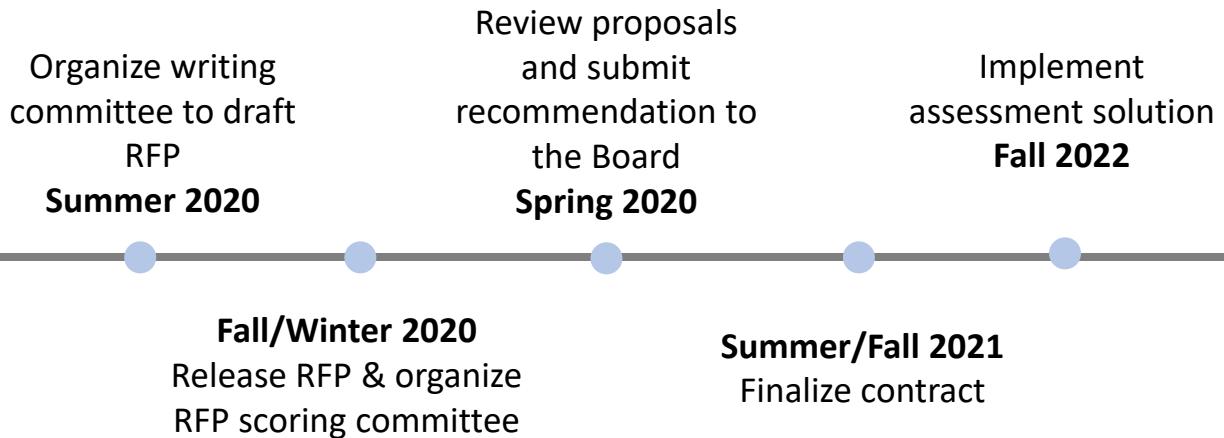 Organize writing
committee to draft
RFP
Summer 2020
Fall/Winter 2020
Release RFP & organize
RFP scoring committee
Review proposals
and submit
recommendation to
the Board
Spring 2020
Summer/Fall 2021
Finalize contract
Implement
assessment solution
Fall 2022